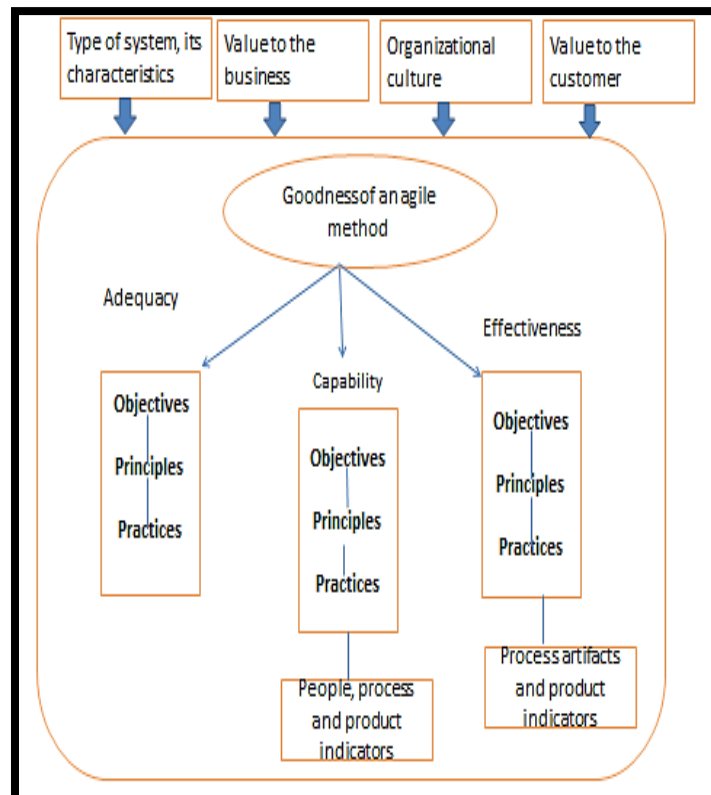 Type of system, its
characteristics
Value to the
business
Organizational
culture
Value to the
customer
Goodness of an agile
method
Adequacy
Capability
Effectiveness
Objectives
Principles
Practices
Objectives
Principles
Practices
People, process
and product
indicators
Objectives
Principles
Practices
Process artifacts
and product
indicators